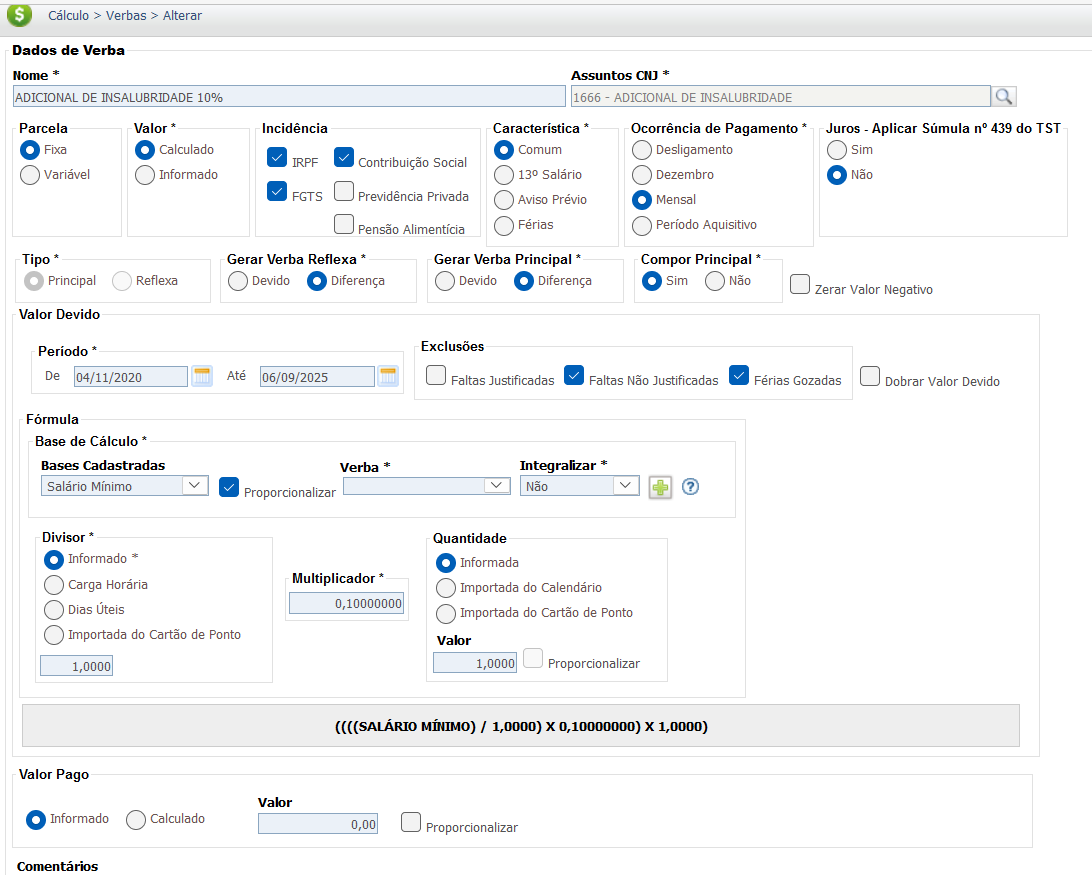 Cálculo > Verbas > Alterar
Dados de Verba
Nome * Assuntos CNJ *
ADICIONAL DE INSALUBRIDADE 10% 1666 - ADICIONAL DE INSALUBRIDADE
Parcela Valor * Incidência Característica * Ocorrência de Pagamento * Juros - Aplicar Súmula nº 439 do TST
Fixa Calculado IRPF Contribuição Social Comum Desligamento Sim
Variável Informado FGTS Previdência Privada 13º Salário Dezembro Não
Pensão Alimentícia Aviso Prévio Mensal
Férias Período Aquisitivo
Tipo * Gerar Verba Reflexa * Gerar Verba Principal * Compor Principal *
Principal Reflexa Devido Diferença Devido Diferença Sim Não Zerar Valor Negativo
Valor Devido
Período * Exclusões
De 04/11/2020 Até 06/09/2025 Faltas Justificadas Faltas Não Justificadas Férias Gozadas Dobrar Valor Devido
Fórmula
Base de Cálculo *
Bases Cadastradas Verba * Integralizar *
Salário Mínimo Proporcionalizar Não
Divisor * Multiplicador * Quantidade
Informado * Informada
Carga Horária 0,10000000 Importada do Calendário
Dias Úteis Importada do Cartão de Ponto
Importada do Cartão de Ponto Valor
1,0000 1,0000 Proporcionalizar
((((SALÁRIO MÍNIMO) / 1,0000) X 0,10000000) X 1,0000)
Valor Pago
Informado Calculado Valor
0,00 Proporcionalizar
Comentários